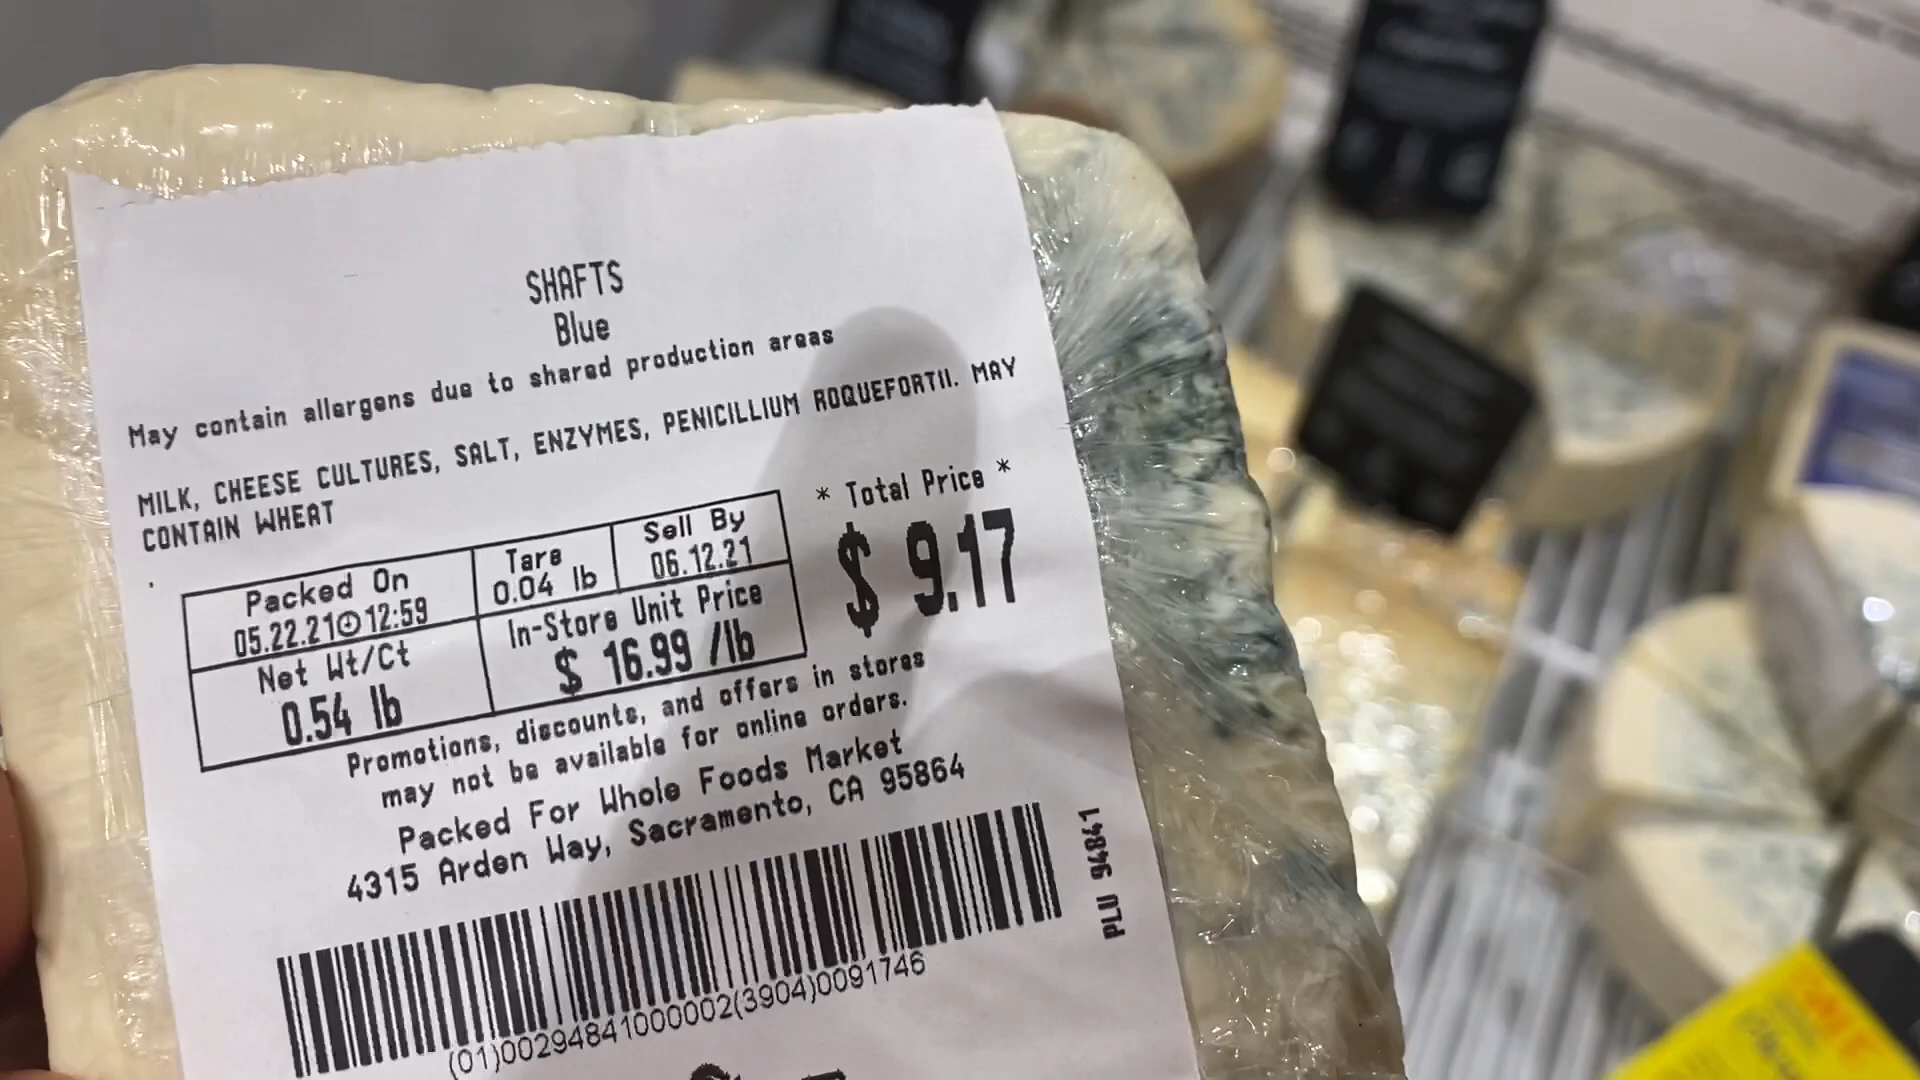 SHAFTS
Blue
May contain allergens due to shared production areas
MILK, CHEESE CULTURES, SALT, ENZYMES, PENICILLIUM ROQUEFORTII. MAY
CONTAIN WHEAT
Packed On
05.22.21 12:59
Tare
0.04 lb
Sell By
06.12.21
Net Wt/Ct
0.54 lb
In-Store Unit Price
$ 16.99 /lb
* Total Price *
$ 9.17
Promotions, discounts, and offers in stores
may not be available for online orders.
Packed For Whole Foods Market
4315 Arden Way, Sacramento, CA 95864
PLU 94841
(01)00294841000002(3904)0091746